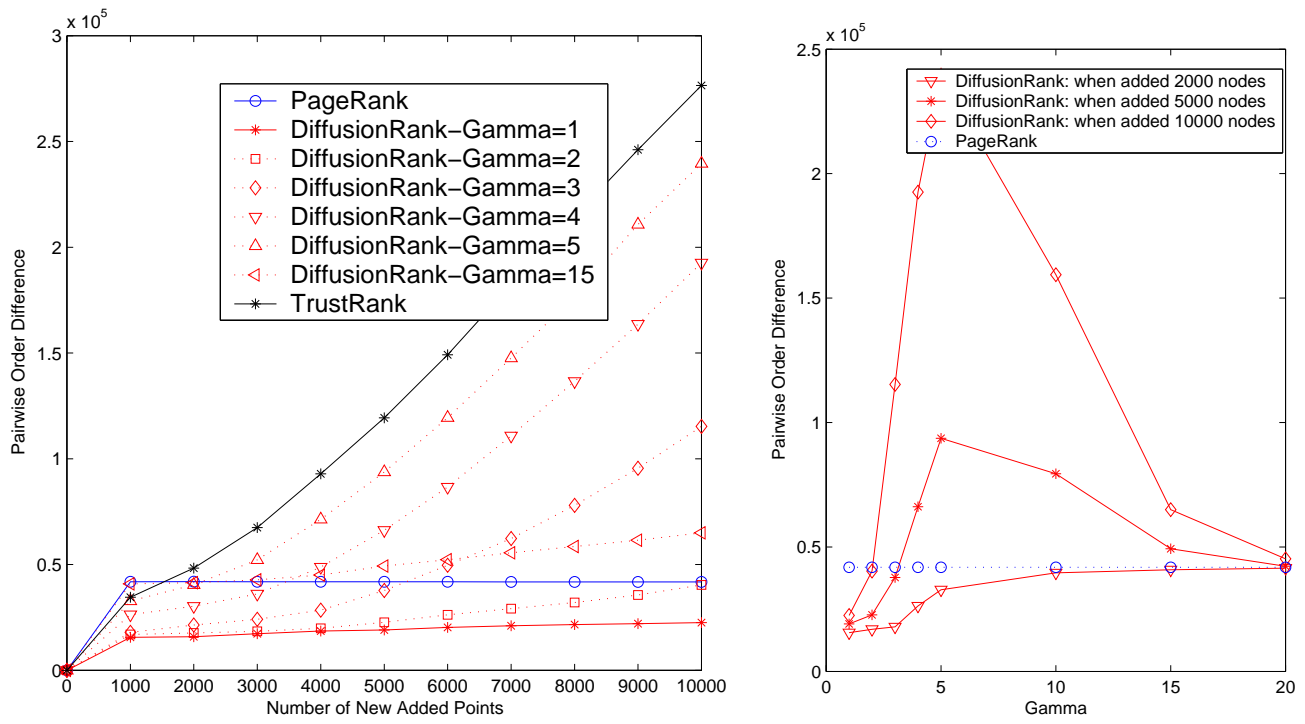 x 10^5
3
2.5
2
1.5
1
0.5
0
Pairwise Order Difference
PageRank
DiffusionRank−Gamma=1
DiffusionRank−Gamma=2
DiffusionRank−Gamma=3
DiffusionRank−Gamma=4
DiffusionRank−Gamma=5
DiffusionRank−Gamma=15
TrustRank
0 1000 2000 3000 4000 5000 6000 7000 8000 9000 10000
Number of New Added Points
x 10^5
2.5
2
1.5
1
0.5
0
Pairwise Order Difference
DiffusionRank: when added 2000 nodes
DiffusionRank: when added 5000 nodes
DiffusionRank: when added 10000 nodes
PageRank
0 5 10 15 20
Gamma